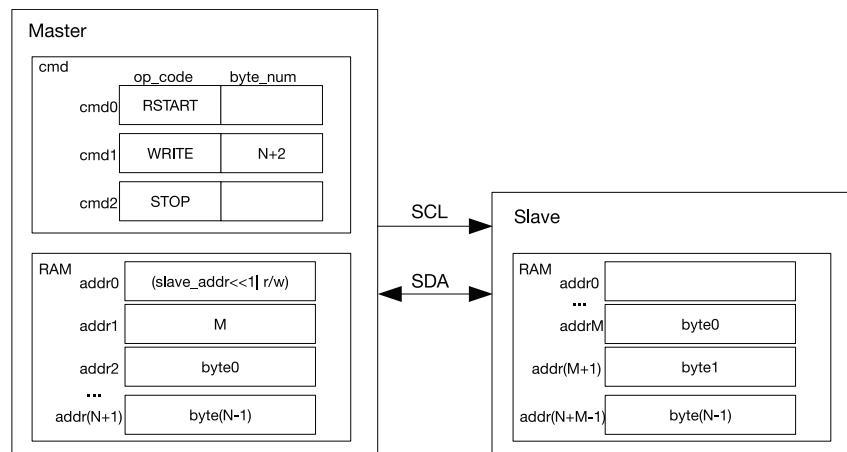 Master
cmd
op_code byte_num
cmd0 RSTART
cmd1 WRITE N+2
cmd2 STOP
RAM
addr0 (slave_addr<<1| r/w)
addr1 M
addr2 byte0
...
addr(N+1) byte(N-1)
SCL
SDA
Slave
RAM
addr0
...
addrM byte0
addr(M+1) byte1
addr(N+M-1) byte(N-1)